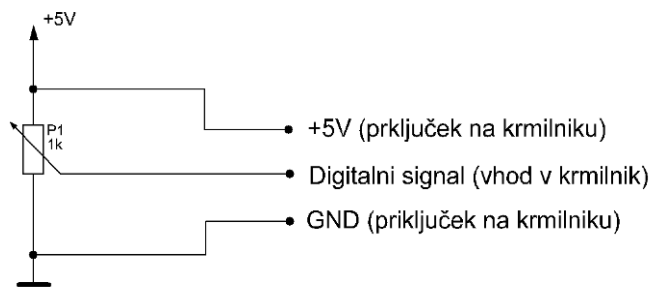 +5V
P1
1k
+5V (prključek na krmilniku)
Digitalni signal (vhod v krmilnik)
GND (priključek na krmilniku)